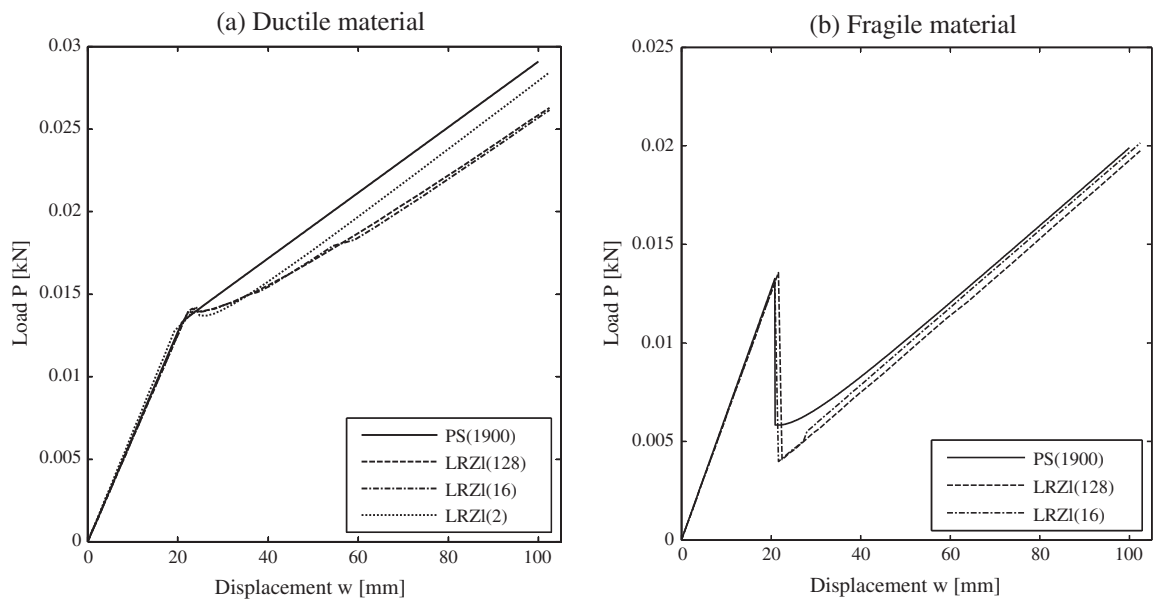 (a) Ductile material
0.03
0.025
0.02
0.015
0.01
0.005
0
Load P [kN]
0 20 40 60 80 100
Displacement w [mm]
PS(1900)
LRZl(128)
LRZl(16)
LRZl(2)
(b) Fragile material
0.025
0.02
0.015
0.01
0.005
0
Load P [kN]
0 20 40 60 80 100
Displacement w [mm]
PS(1900)
LRZl(128)
LRZl(16)